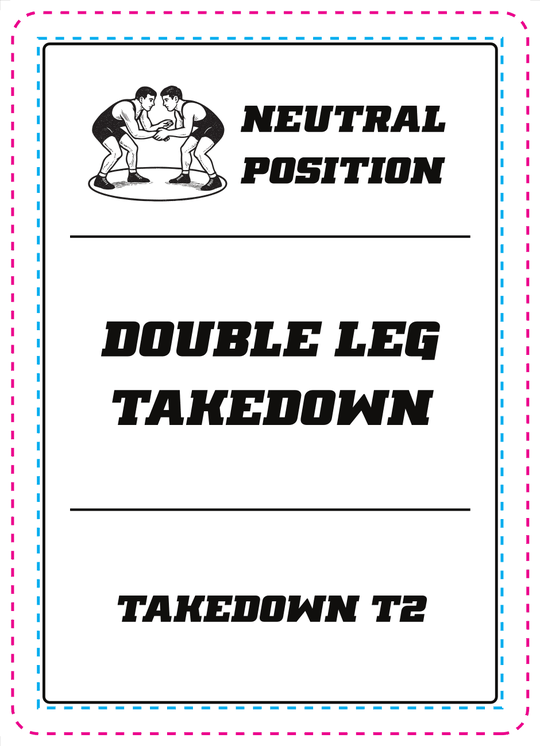 NEUTRAL
POSITION
DOUBLE LEG
TAKEDOWN
TAKEDOWN T2